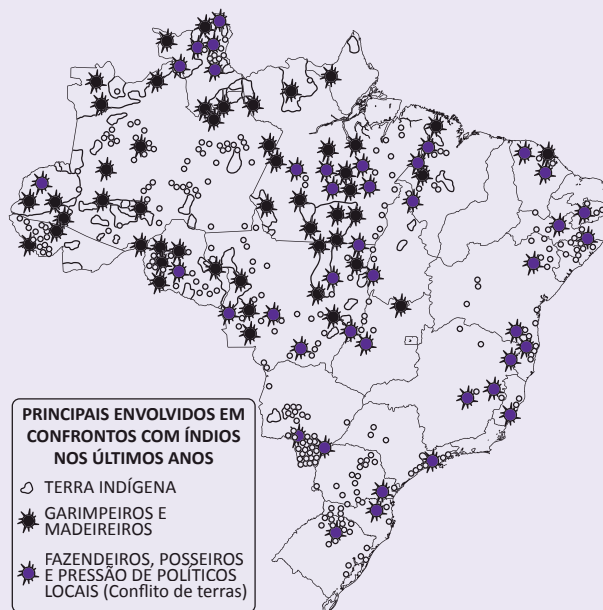 PRINCIPAIS ENVOLVIDOS EM
CONFRONTOS COM ÍNDIOS
NOS ÚLTIMOS ANOS
TERRA INDÍGENA
GARIMPEIROS E
MADEIREIROS
FAZENDEIROS, POSSEIROS
E PRESSÃO DE POLÍTICOS
LOCAIS (Conflito de terras)